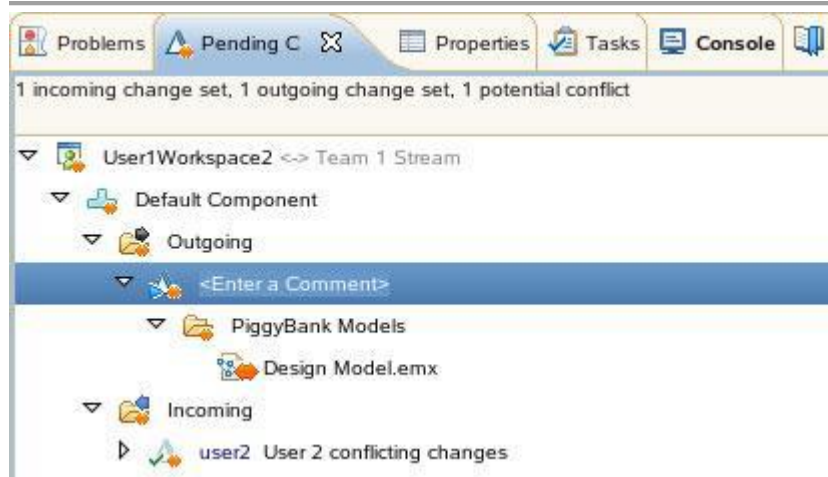 Problems Pending C Properties Tasks Console
1 incoming change set, 1 outgoing change set, 1 potential conflict
User1Workspace2 <-> Team 1 Stream
Default Component
Outgoing
<Enter a Comment>
PiggyBank Models
Design Model.emx
Incoming
user2 User 2 conflicting changes